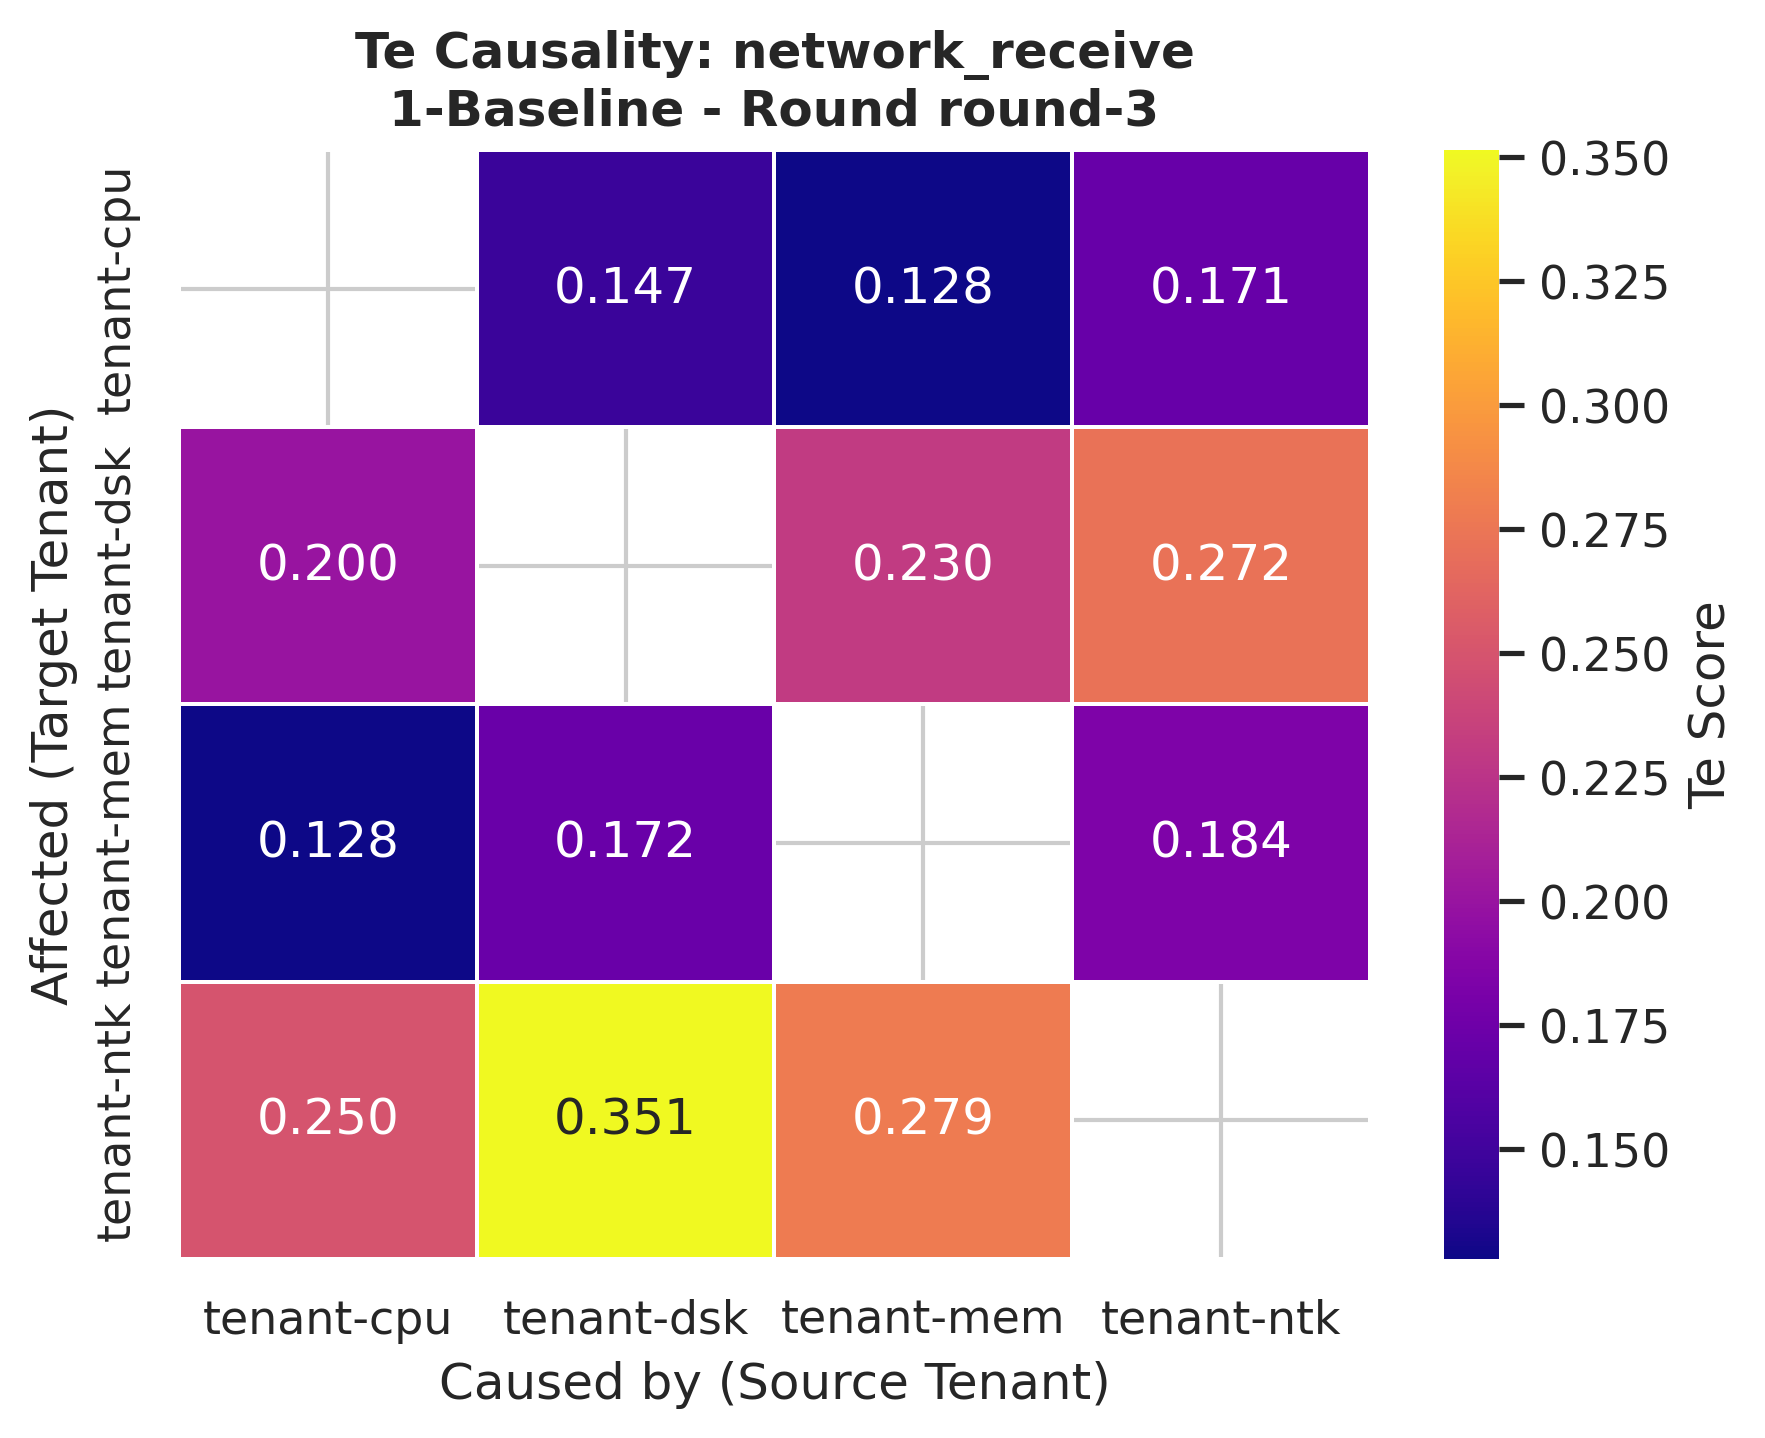 Te Causality: network_receive
1-Baseline - Round round-3
Affected (Target Tenant)
tenant-cpu
0.147 0.128 0.171
tenant-dsk
0.200 0.230 0.272
tenant-mem
0.128 0.172 0.184
tenant-ntk
0.250 0.351 0.279
tenant-cpu tenant-dsk tenant-mem tenant-ntk
Caused by (Source Tenant)
0.350
0.325
0.300
0.275
0.250
0.225
0.200
0.175
0.150
Te Score